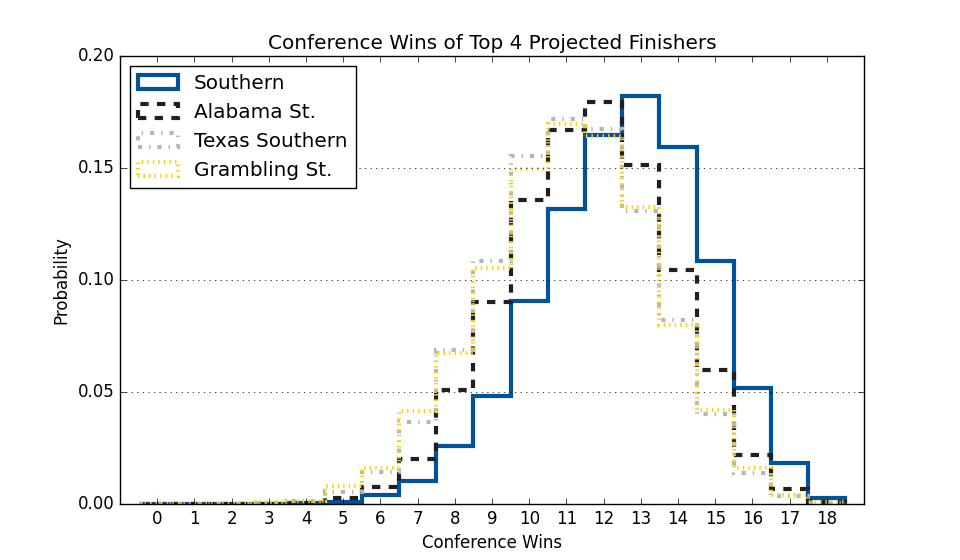 Conference Wins of Top 4 Projected Finishers
0.20
Southern
Alabama St.
Texas Southern
Grambling St.
0.15
0.10
0.05
0.00
Probability
0 1 2 3 4 5 6 7 8 9 10 11 12 13 14 15 16 17 18
Conference Wins